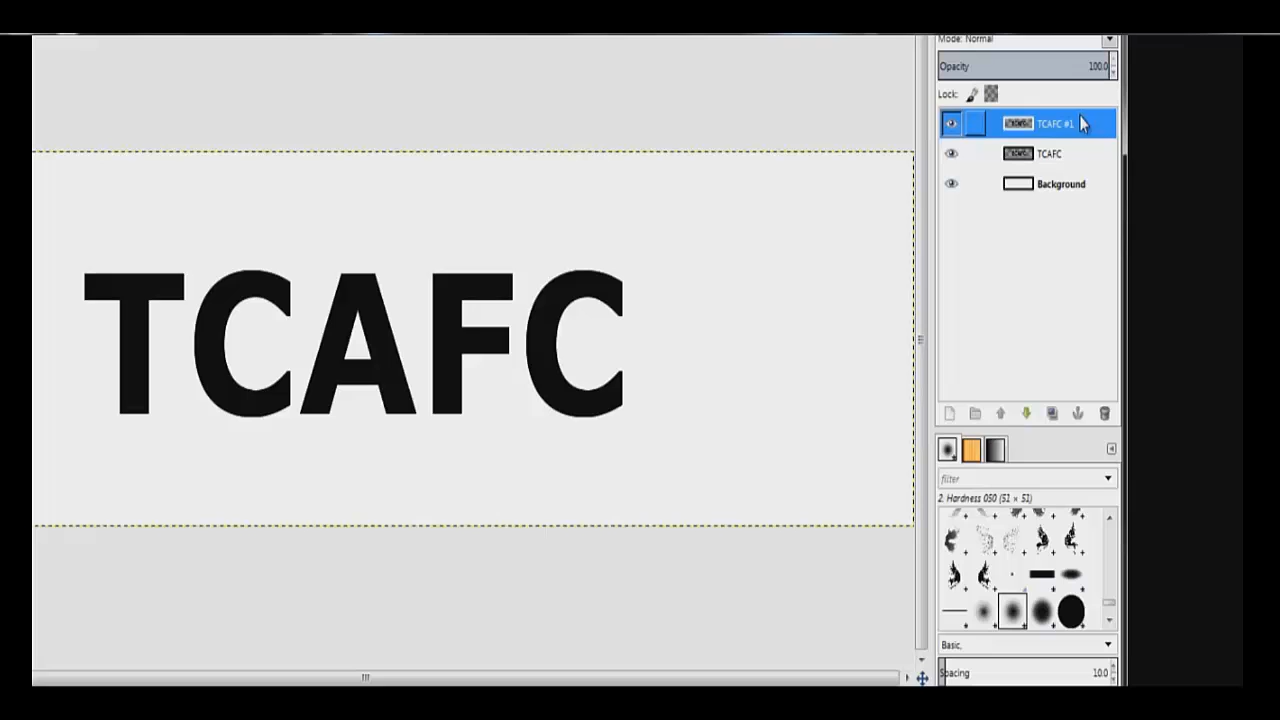 Mode: Normal
Opacity 100.0
Lock:
TCAFC #1
TCAFC
Background
TCAFC
filter
2. Hardness 050 (51 × 51)
Basic,
Spacing 10.0